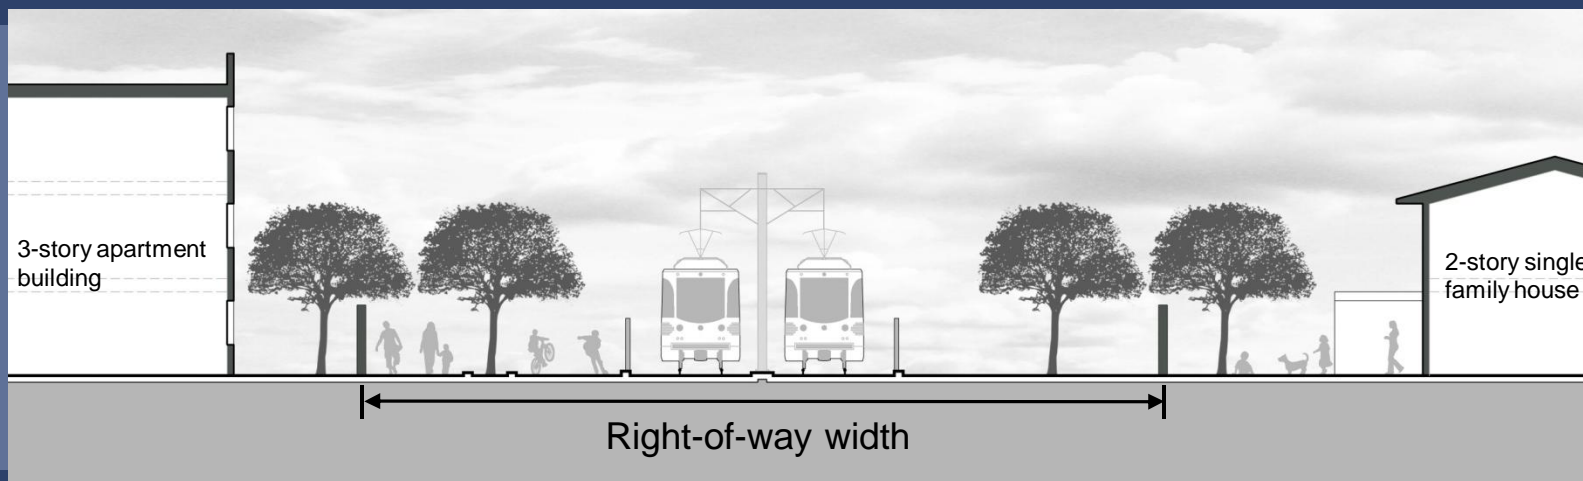 3-story apartment
building
2-story single
family house
Right-of-way width